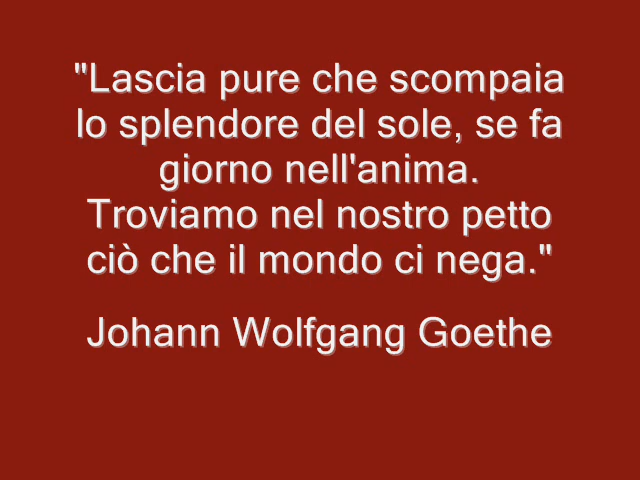 "Lascia pure che scompaia
lo splendore del sole, se fa
giorno nell'anima.
Troviamo nel nostro petto
ciò che il mondo ci nega."
Johann Wolfgang Goethe